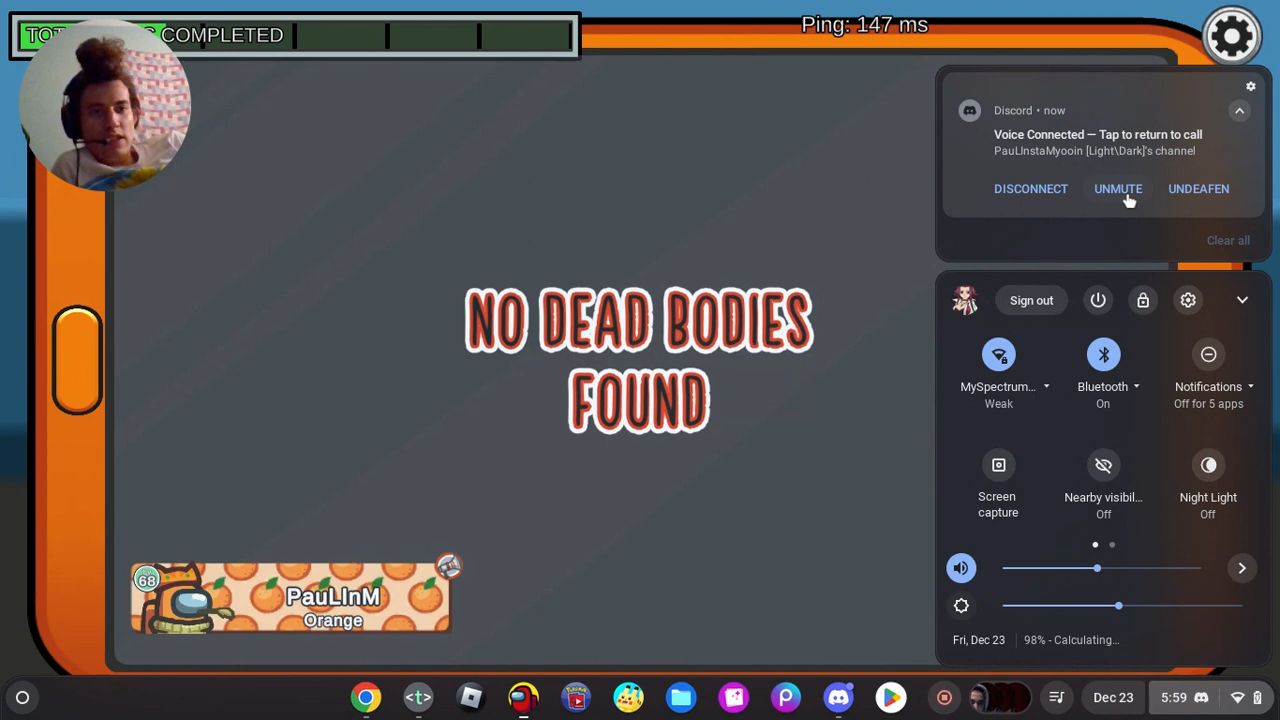 COMPLETED
Ping: 147 ms
Discord • now
Voice Connected — Tap to return to call
PauLInstaMyooin [Light\Dark]'s channel
DISCONNECT UNMUTE UNDEAFEN
Clear all
NO DEAD BODIES
FOUND
Sign out
MySpectrum... Bluetooth Notifications
Weak On Off for 5 apps
Screen capture
Nearby visibil...
Off
Night Light
Off
LV
68
PauLInM
Orange
Fri, Dec 23 98% - Calculating...
Dec 23 5:59